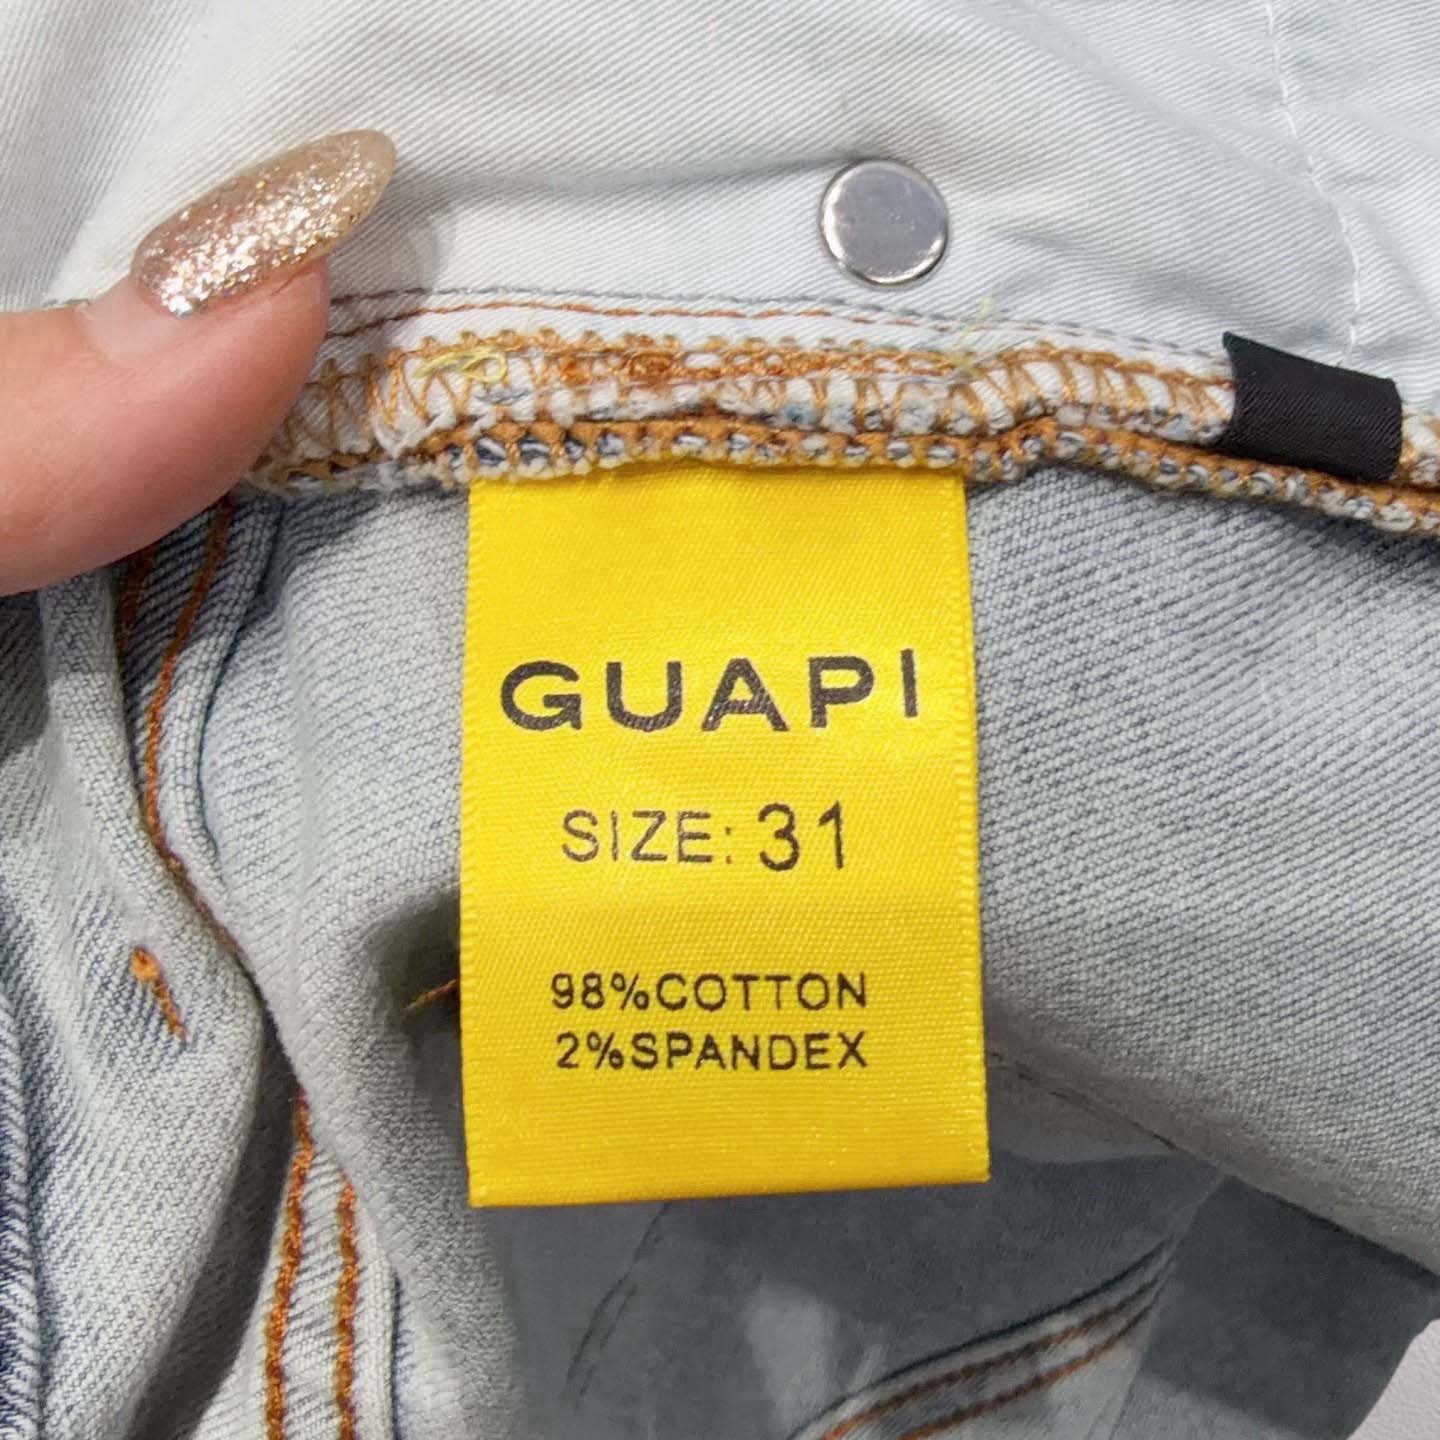 GUAPI
SIZE: 31
98%COTTON
2%SPANDEX